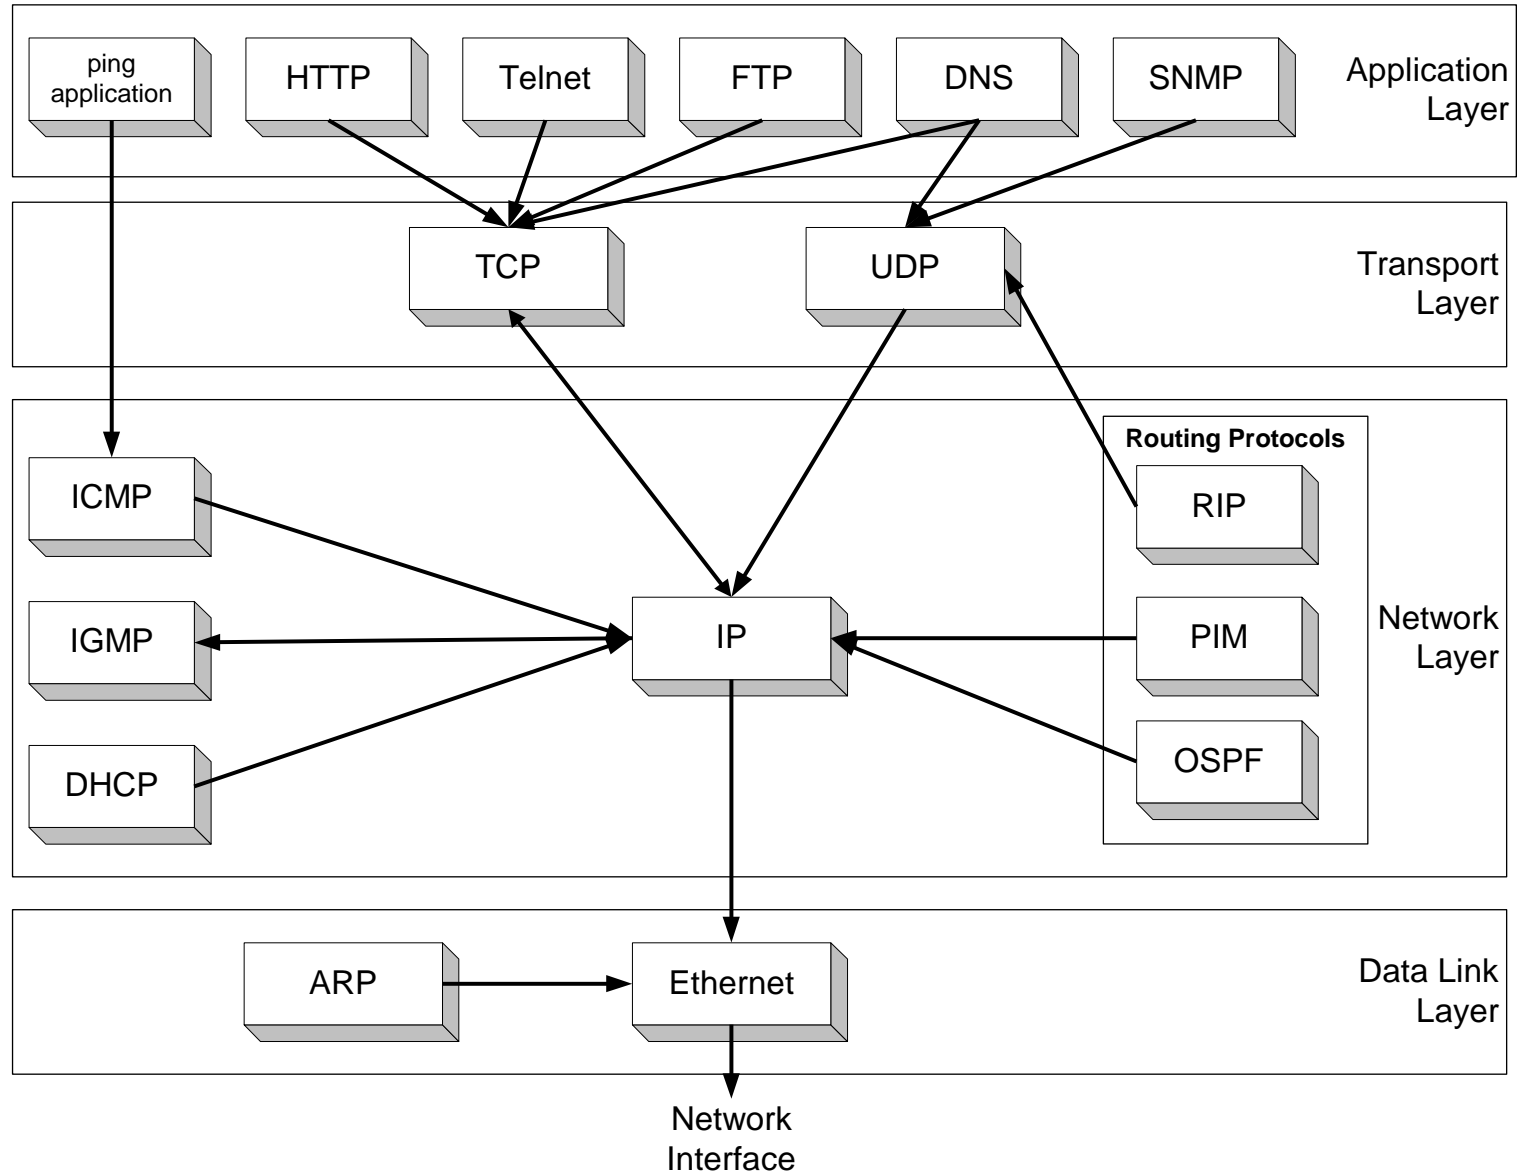 ping
application
HTTP
Telnet
FTP
DNS
SNMP
Application
Layer
TCP
UDP
Transport
Layer
Routing Protocols
ICMP
RIP
IGMP
IP
PIM
Network
Layer
DHCP
OSPF
ARP
Ethernet
Data Link
Layer
Network
Interface